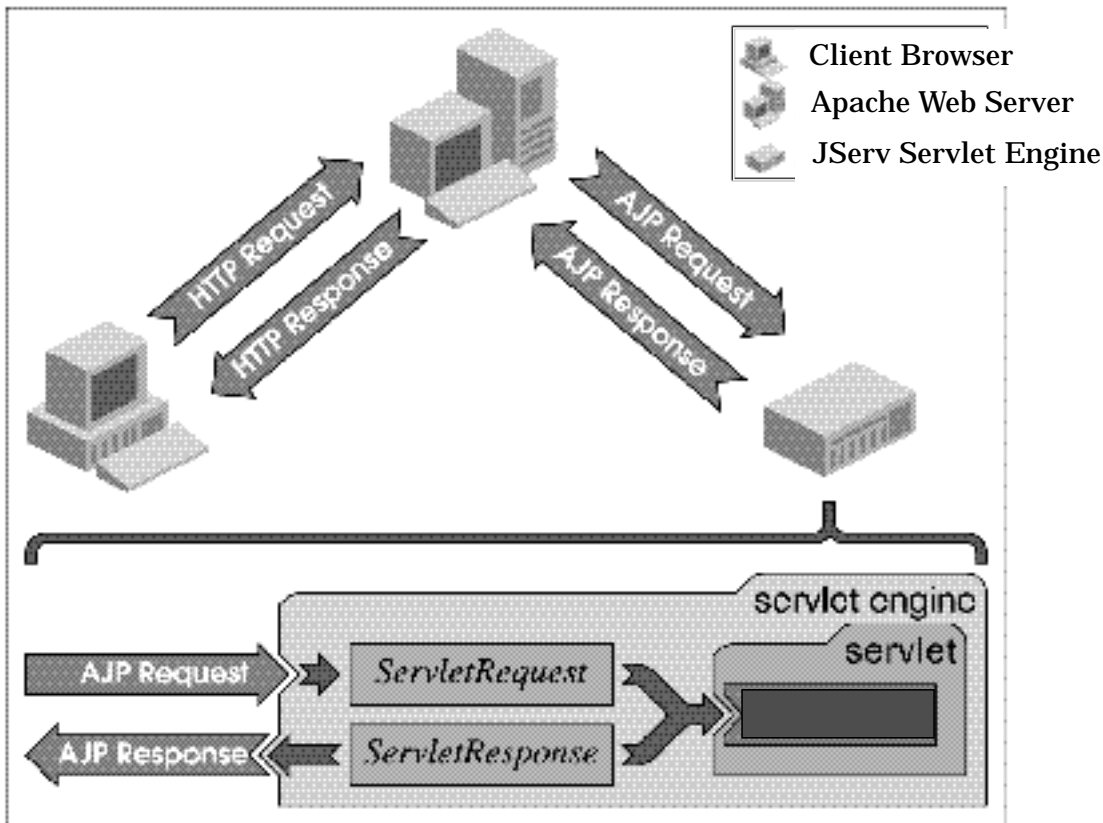 Client Browser
Apache Web Server
JServ Servlet Engine
HTTP Request
HTTP Response
AJP Request
AJP Response
servlet engine
servlet
AJP Request
ServletRequest
AJP Response
ServletResponse